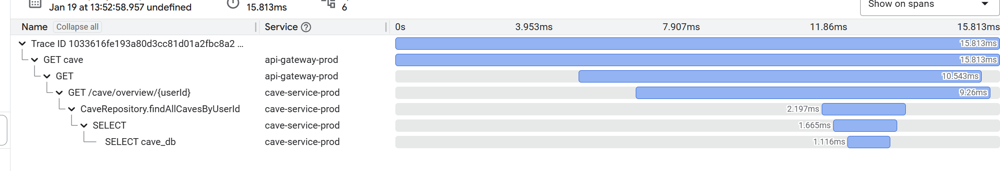 Jan 19 at 13:52:58.957 undefined
15.813ms
6
Show on spans
Name Collapse all Service ? 0s 3.953ms 7.907ms 11.86ms 15.813ms
Trace ID 1033616fe193a80d3cc81d01a2fbc8a2 ... 15.813ms
GET cave api-gateway-prod 15.813ms
GET api-gateway-prod 10.543ms
GET /cave/overview/{userId} cave-service-prod 9.26ms
CaveRepository.findAllCavesByUserId cave-service-prod 2.197ms
SELECT cave-service-prod 1.665ms
SELECT cave_db cave-service-prod 1.116ms